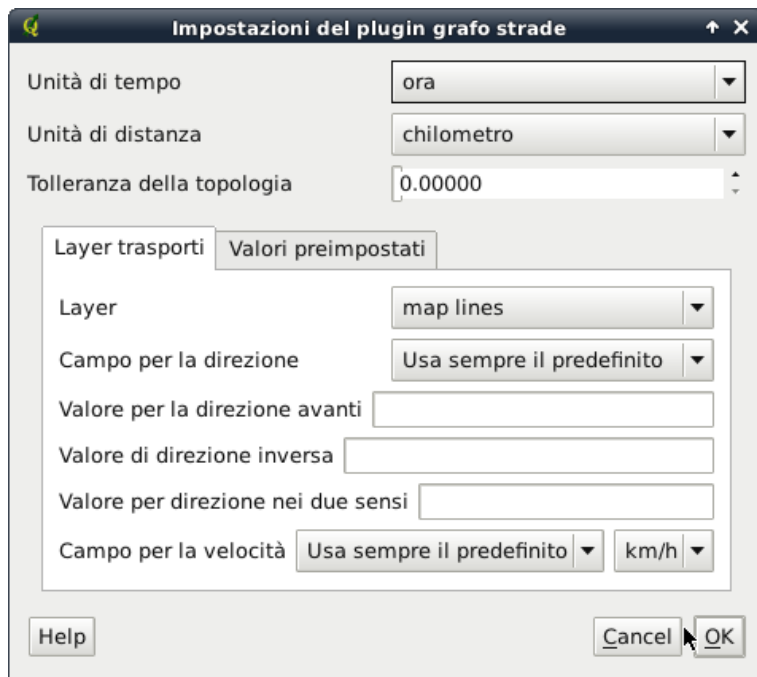 Impostazioni del plugin grafo strade
Unità di tempo ora
Unità di distanza chilometro
Tolleranza della topologia 0.00000
Layer trasporti Valori preimpostati
Layer map lines
Campo per la direzione Usa sempre il predefinito
Valore per la direzione avanti
Valore di direzione inversa
Valore per direzione nei due sensi
Campo per la velocità Usa sempre il predefinito km/h
Help Cancel OK